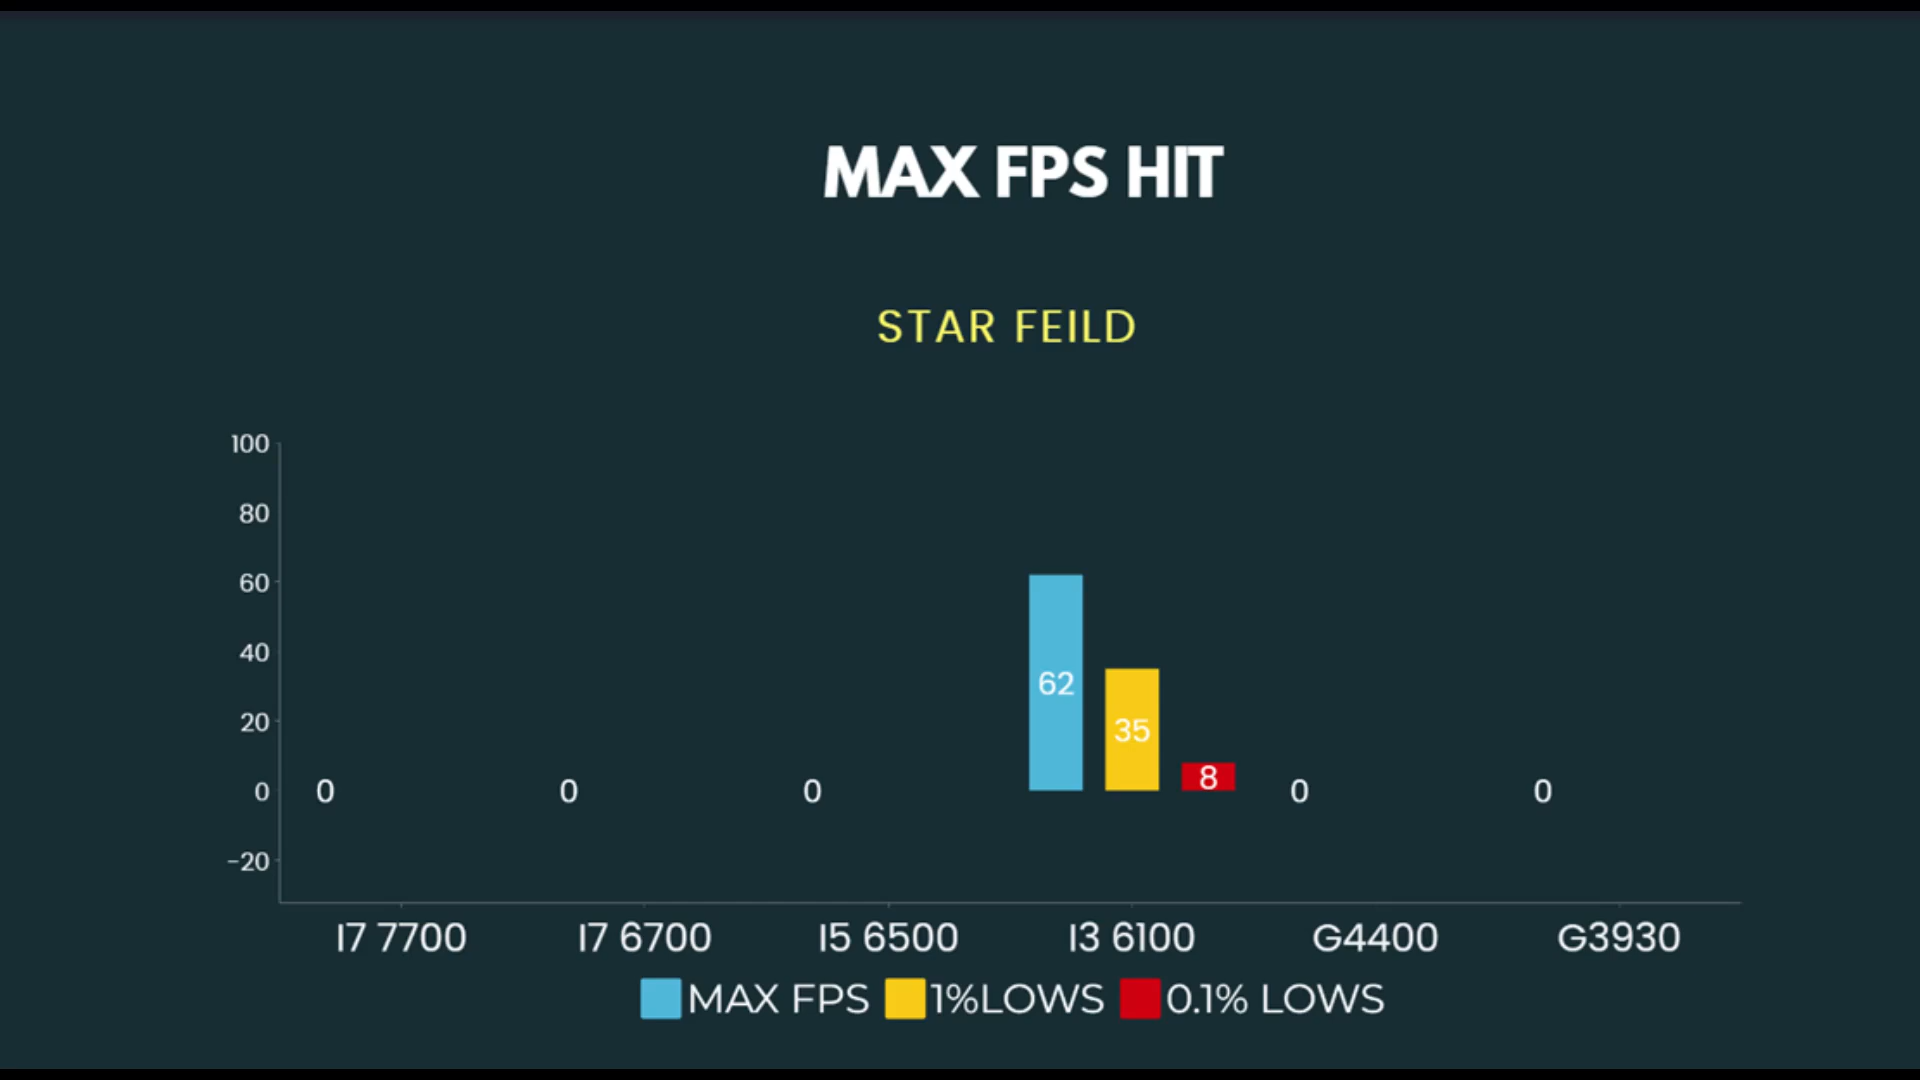 MAX FPS HIT
STAR FEILD
100
80
60
40
20
0
-20
0 0 0 62 35 8 0 0
I7 7700 I7 6700 I5 6500 I3 6100 G4400 G3930
MAX FPS 1%LOWS 0.1% LOWS